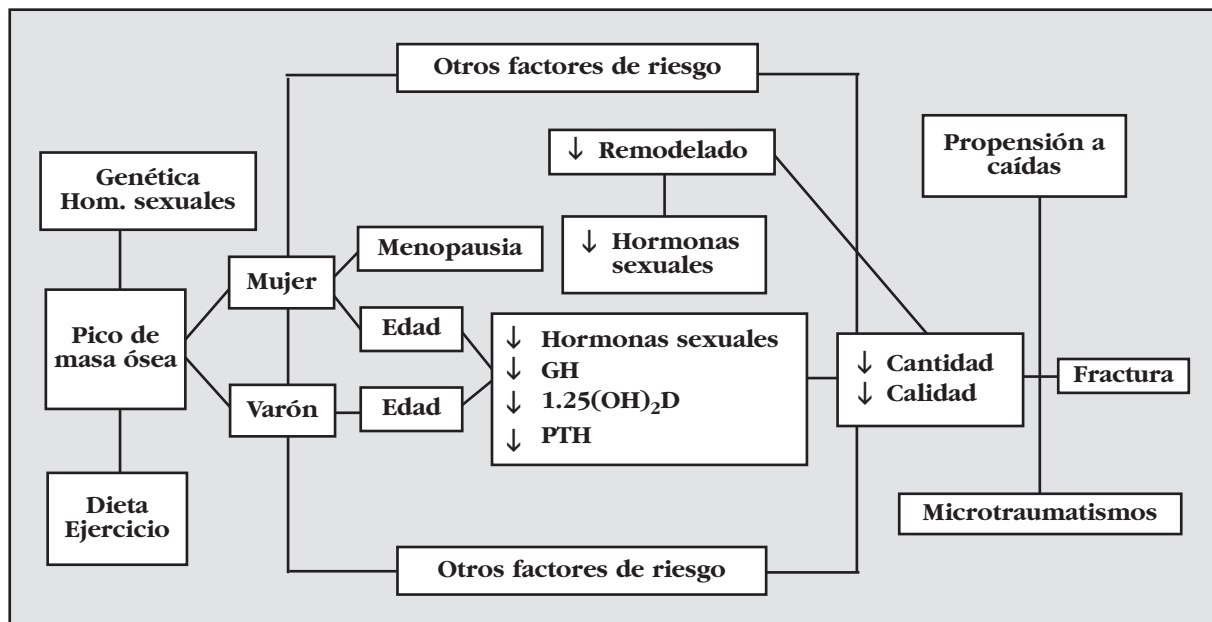 Otros factores de riesgo
↓ Remodelado
Propensión a
caídas
Genética
Hom. sexuales
↓ Hormonas
sexuales
Menopausia
Mujer
Pico de
masa ósea
Edad
↓ Hormonas sexuales
↓ GH
↓ 1.25(OH)₂D
↓ PTH
↓ Cantidad
↓ Calidad
Fractura
Varón
Edad
Dieta
Ejercicio
Microtraumatismos
Otros factores de riesgo